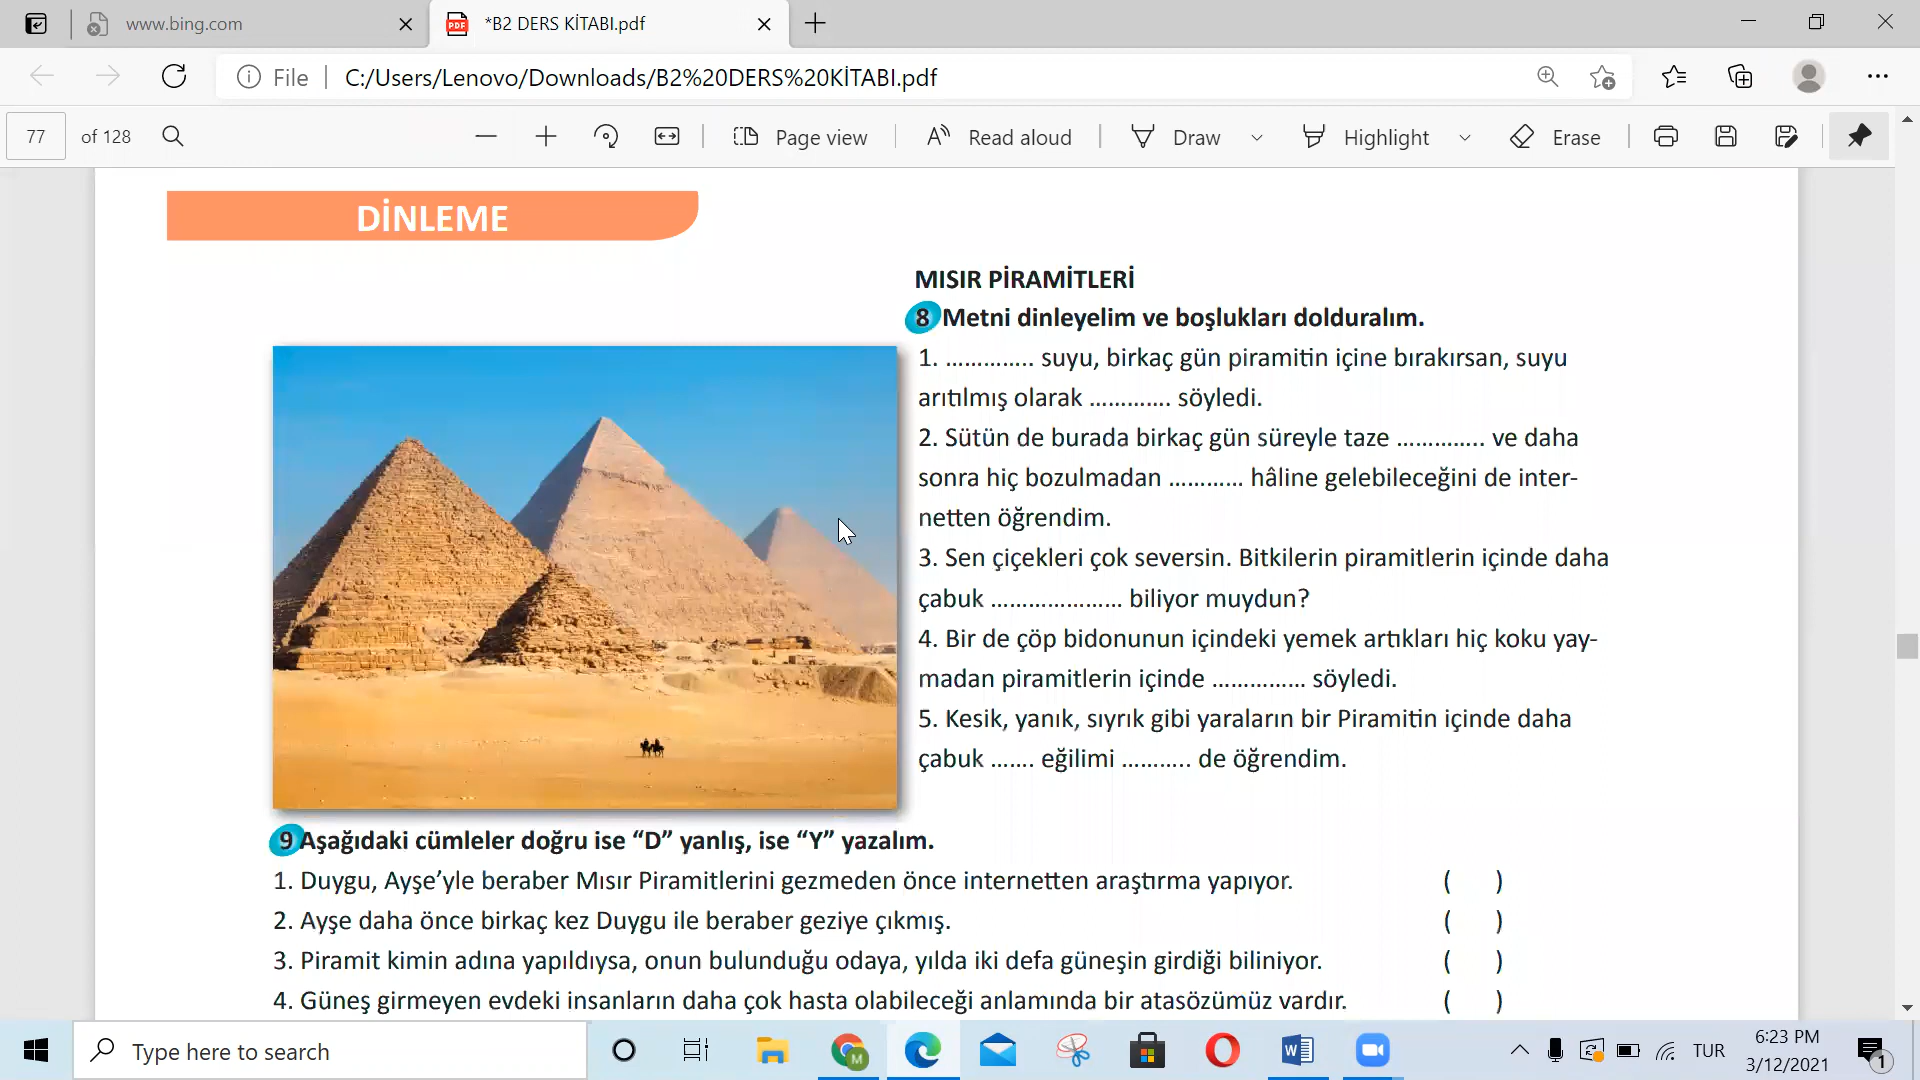 www.bing.com
*B2 DERS KİTABI.pdf
File
C:/Users/Lenovo/Downloads/B2%20DERS%20KİTABI.pdf
77 of 128
Page view
Read aloud
Draw
Highlight
Erase
DİNLEME
MISIR PİRAMİTLERİ
8 Metni dinleyelim ve boşlukları dolduralım.
1. .............. suyu, birkaç gün piramitin içine bırakırsan, suyu
arıtılmış olarak ............. söyledi.
2. Sütün de burada birkaç gün süreyle taze .............. ve daha
sonra hiç bozulmadan ............ hâline gelebileceğini de inter-
netten öğrendim.
3. Sen çiçekleri çok seversin. Bitkilerin piramitlerin içinde daha
çabuk ..................... biliyor muydun?
4. Bir de çöp bidonunun içindeki yemek artıkları hiç koku yay-
madan piramitlerin içinde ............... söyledi.
5. Kesik, yanık, sıyrık gibi yaraların bir Piramitin içinde daha
çabuk ....... eğilimi ........... de öğrendim.
9 Aşağıdaki cümleler doğru ise “D” yanlış, ise “Y” yazalım.
1. Duygu, Ayşe’yle beraber Mısır Piramitlerini gezmeden önce internetten araştırma yapıyor. ( )
2. Ayşe daha önce birkaç kez Duygu ile beraber geziye çıkmış. ( )
3. Piramit kimin adına yapıldıysa, onun bulunduğu odaya, yılda iki defa güneşin girdiği biliniyor. ( )
4. Güneş girmeyen evdeki insanların daha çok hasta olabileceği anlamında bir atasözümüz vardır. ( )
Type here to search
M
TUR
6:23 PM
3/12/2021
1